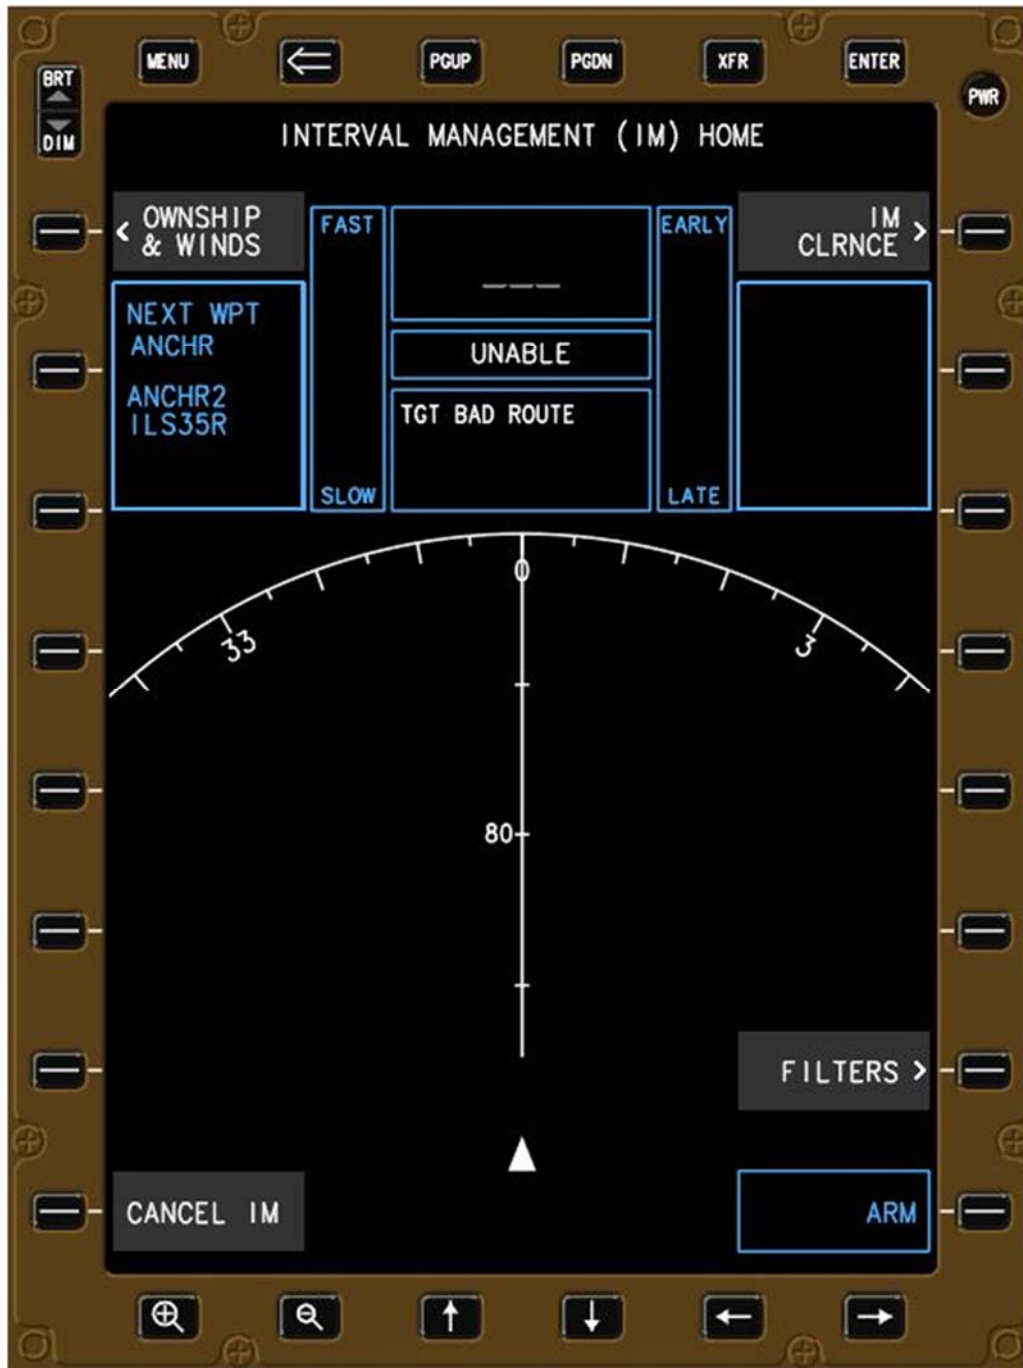 MENU
PGUP
PGDN
XFR
ENTER
BRT
DIM
PWR
INTERVAL MANAGEMENT (IM) HOME
< OWNSHIP
& WINDS
FAST
---
EARLY
IM
CLRNCE >
NEXT WPT
ANCHR
ANCHR2
ILS35R
UNABLE
TGT BAD ROUTE
SLOW
LATE
0
33
3
80
FILTERS >
CANCEL IM
ARM